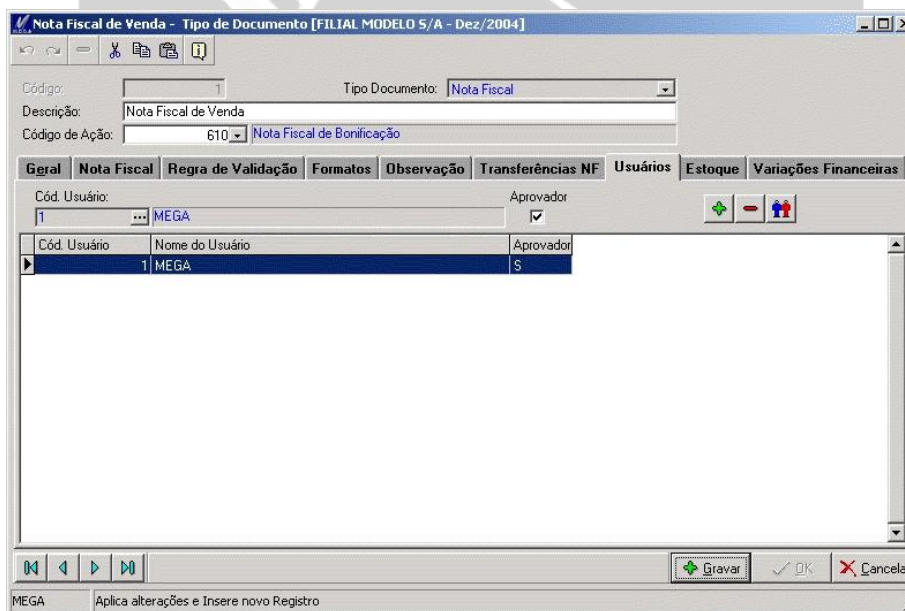 Nota Fiscal de Venda - Tipo de Documento [FILIAL MODELO S/A - Dez/2004]
Código: 1 Tipo Documento: Nota Fiscal
Descrição: Nota Fiscal de Venda
Código de Ação: 610 Nota Fiscal de Bonificação
Geral Nota Fiscal Regra de Validação Formatos Observação Transferências NF Usuários Estoque Variações Financeiras
Cód. Usuário: Aprovador
1 ... MEGA
Cód. Usuário Nome do Usuário Aprovador
1 MEGA S
Gravar OK Cancela
MEGA Aplica alterações e Insere novo Registro